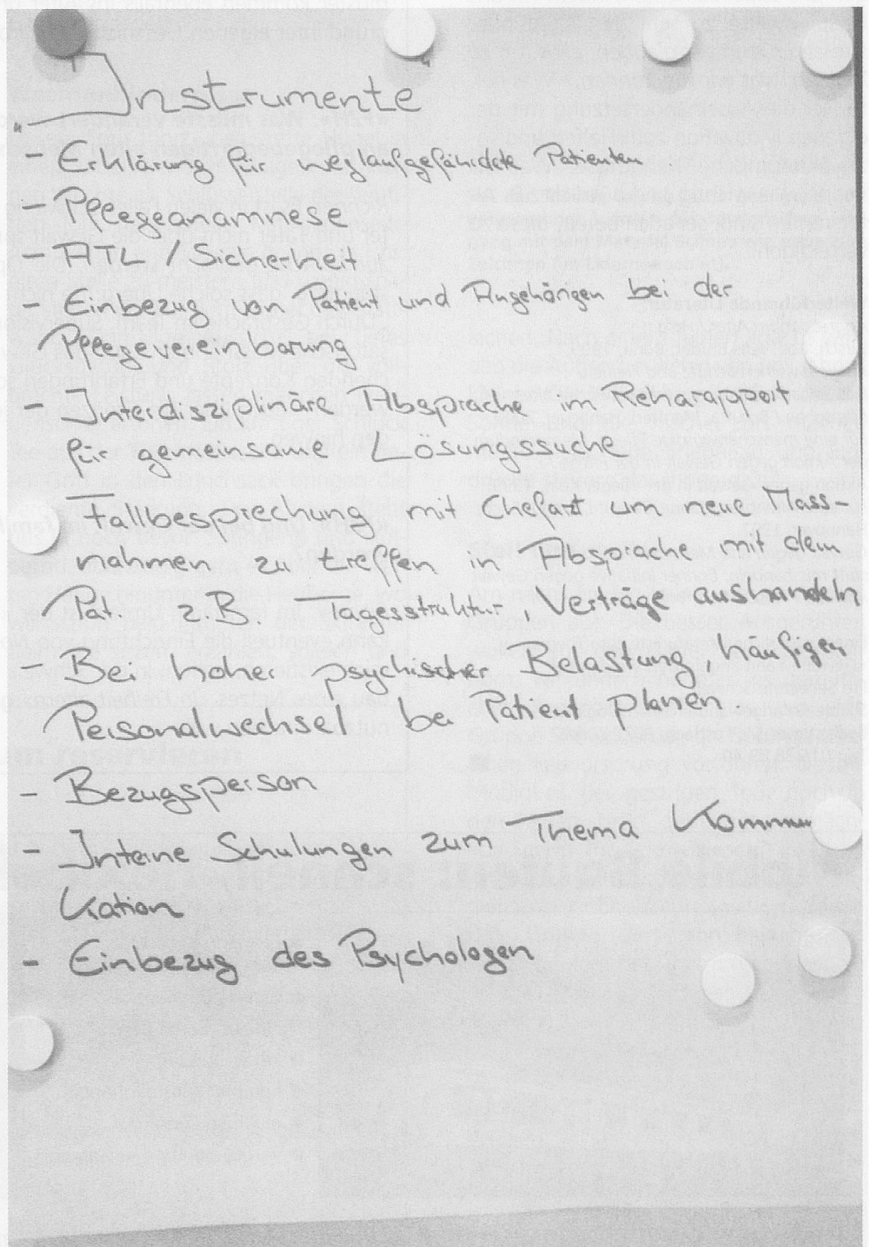 Instrumente
- Erklärung für weglaufgefährdete Patienten
- Pflegeanamnese
- ATL / Sicherheit
- Einbezug von Patient und Angehörigen bei der
Pflegevereinbarung
- Interdisziplinäre Absprache im Reharapport
für gemeinsame Lösungssuche
- Fallbesprechung mit Chefarzt um neue Mass-
nahmen zu treffen in Absprache mit dem
Pat. z.B. Tagesstruktur, Verträge aushandeln
- Bei hoher psychischer Belastung, häufigen
Personalwechsel bei Patient planen
- Bezugsperson
- Interne Schulungen zum Thema Kommuni
kation
- Einbezug des Psychologen